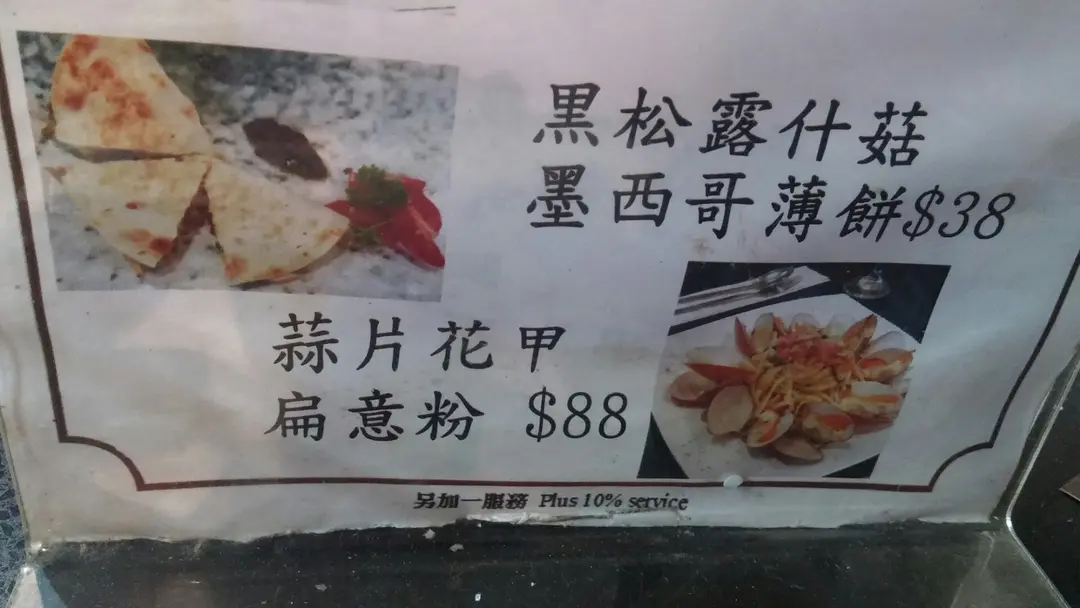 黑松露什菇
墨西哥薄餅$38
蒜片花甲
扁意粉 $88
另加一服務 Plus 10% service